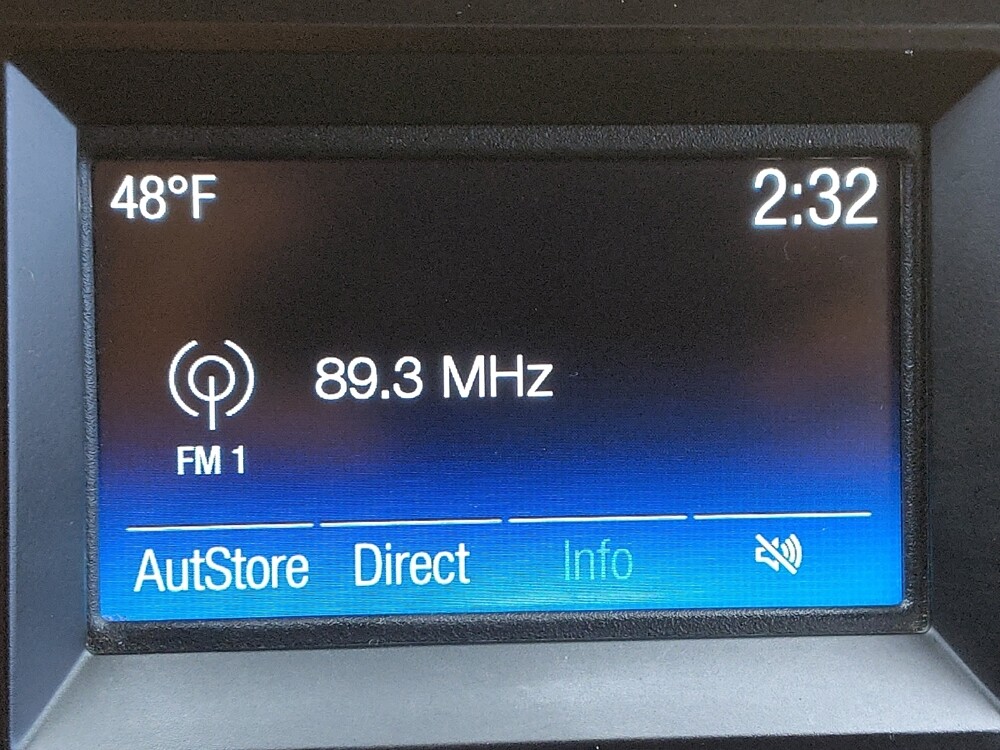 48°F 2:32
89.3 MHz
FM 1
AutStore Direct Info